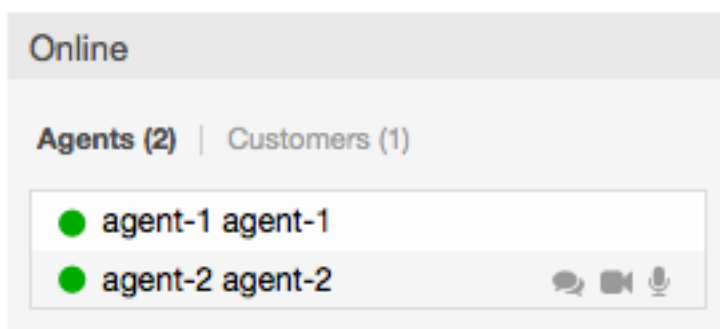 Online
Agents (2) | Customers (1)
agent-1 agent-1
agent-2 agent-2